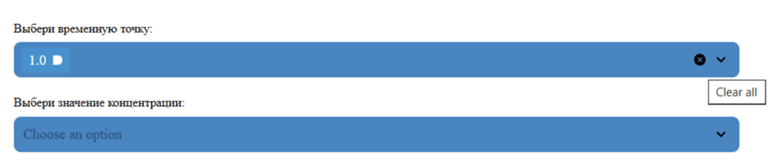 Выбери временную точку:
1.0
Clear all
Выбери значение концентрации:
Choose an option